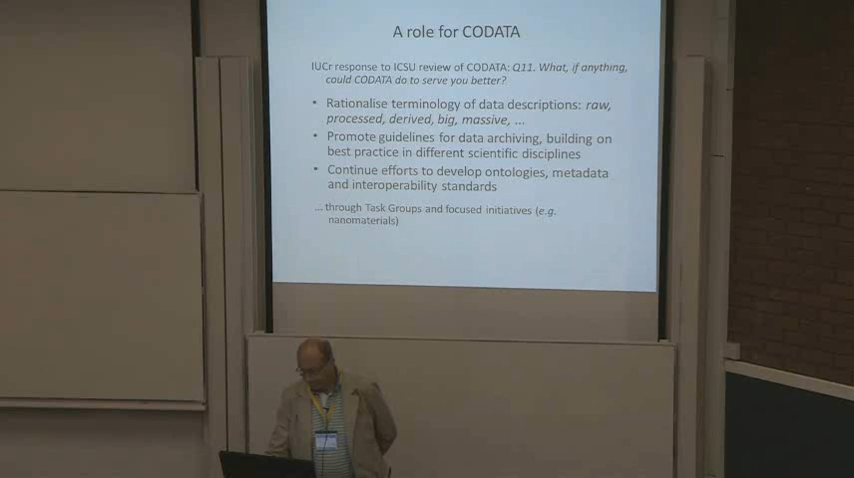 A role for CODATA
IUCr response to ICSU review of CODATA: Q11. What, if anything,
could CODATA do to serve you better?
• Rationalise terminology of data descriptions: raw,
processed, derived, big, massive, ...
• Promote guidelines for data archiving, building on
best practice in different scientific disciplines
• Continue efforts to develop ontologies, metadata
and interoperability standards
... through Task Groups and focused initiatives (e.g.
nanomaterials)